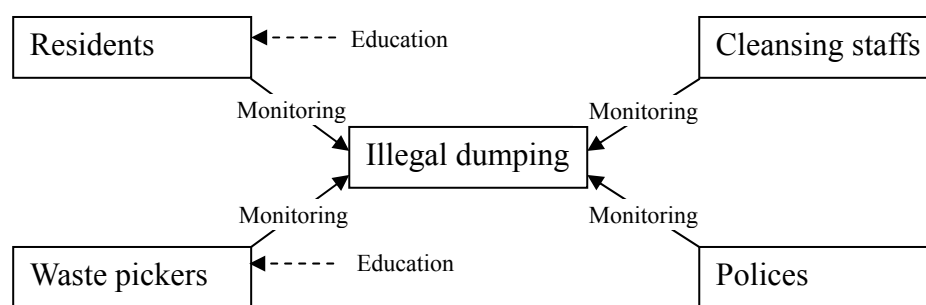 Residents
Education
Cleansing staffs
Monitoring
Monitoring
Illegal dumping
Monitoring
Monitoring
Waste pickers
Education
Polices